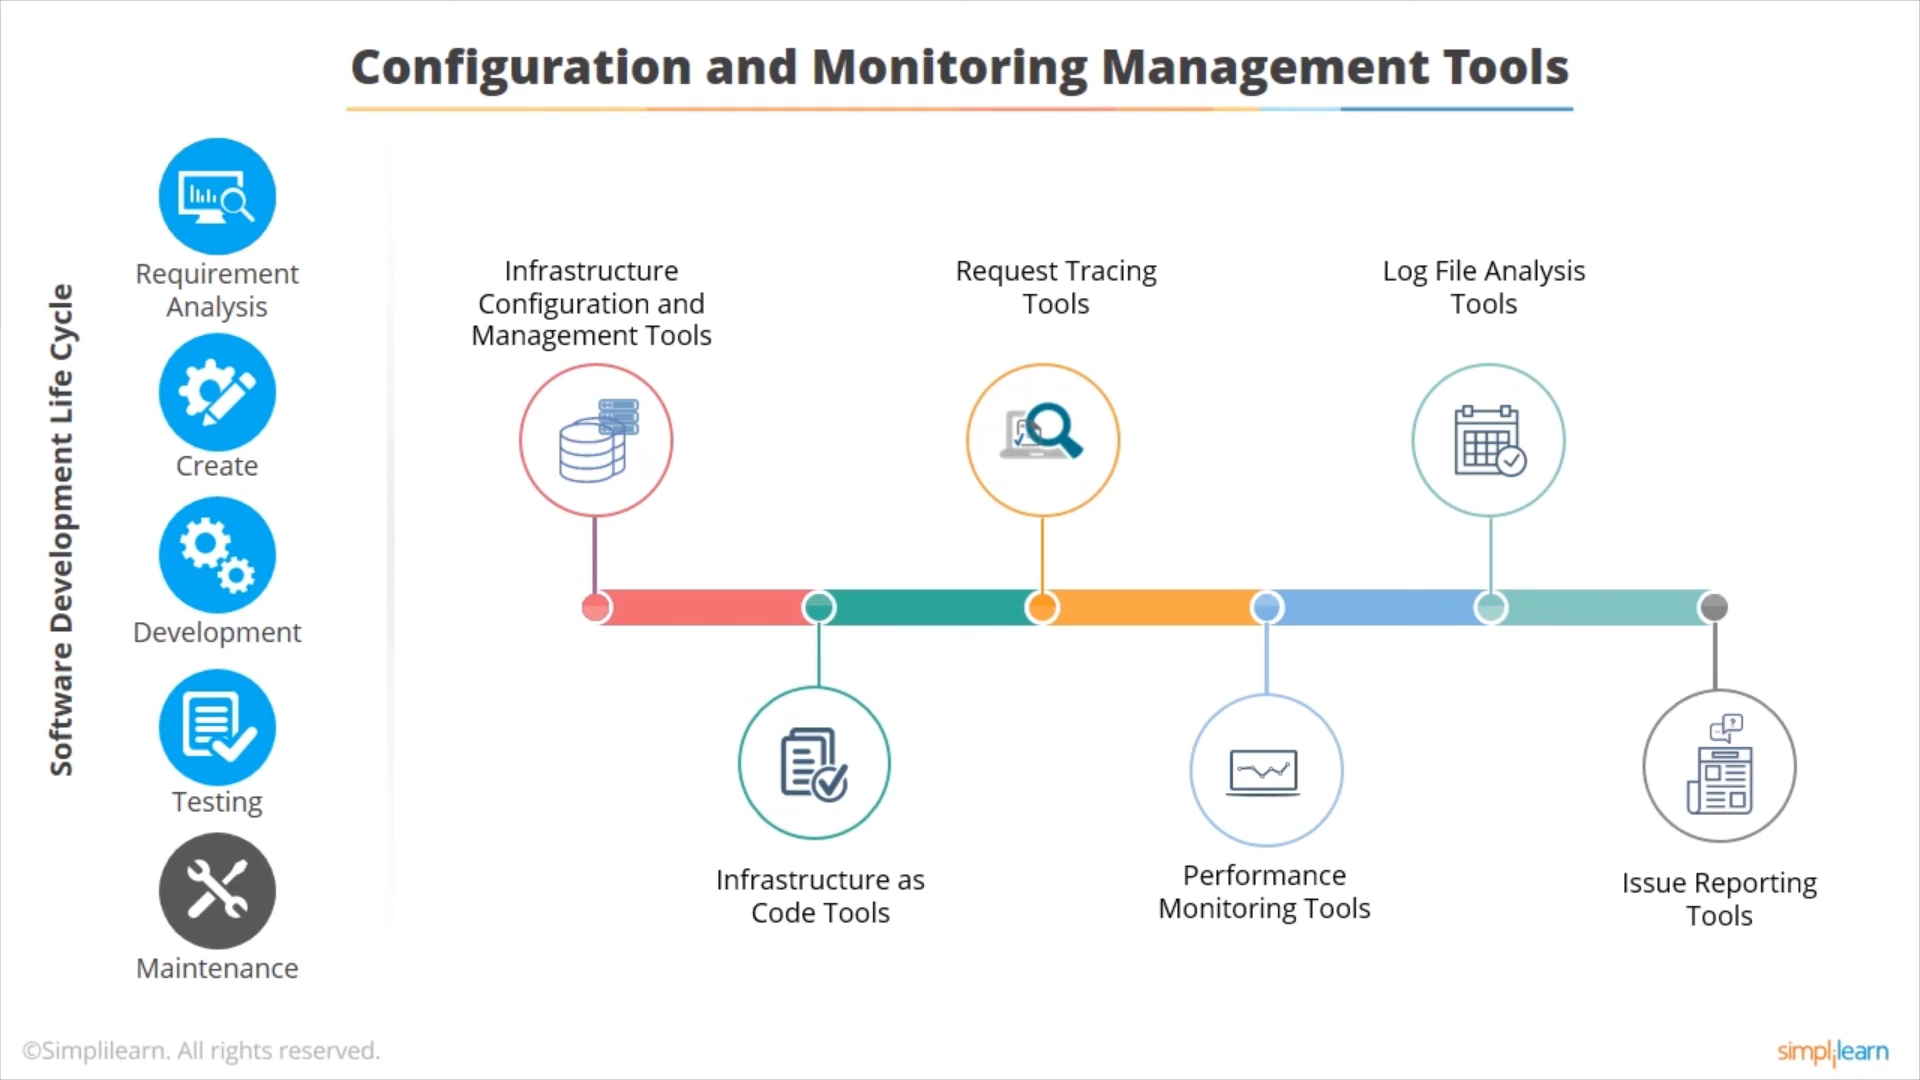 Configuration and Monitoring Management Tools
Software Development Life Cycle
Requirement
Analysis
Create
Development
Testing
Maintenance
Infrastructure
Configuration and
Management Tools
Request Tracing
Tools
Log File Analysis
Tools
Infrastructure as
Code Tools
Performance
Monitoring Tools
?
Issue Reporting
Tools
©Simplilearn. All rights reserved.
simplilearn